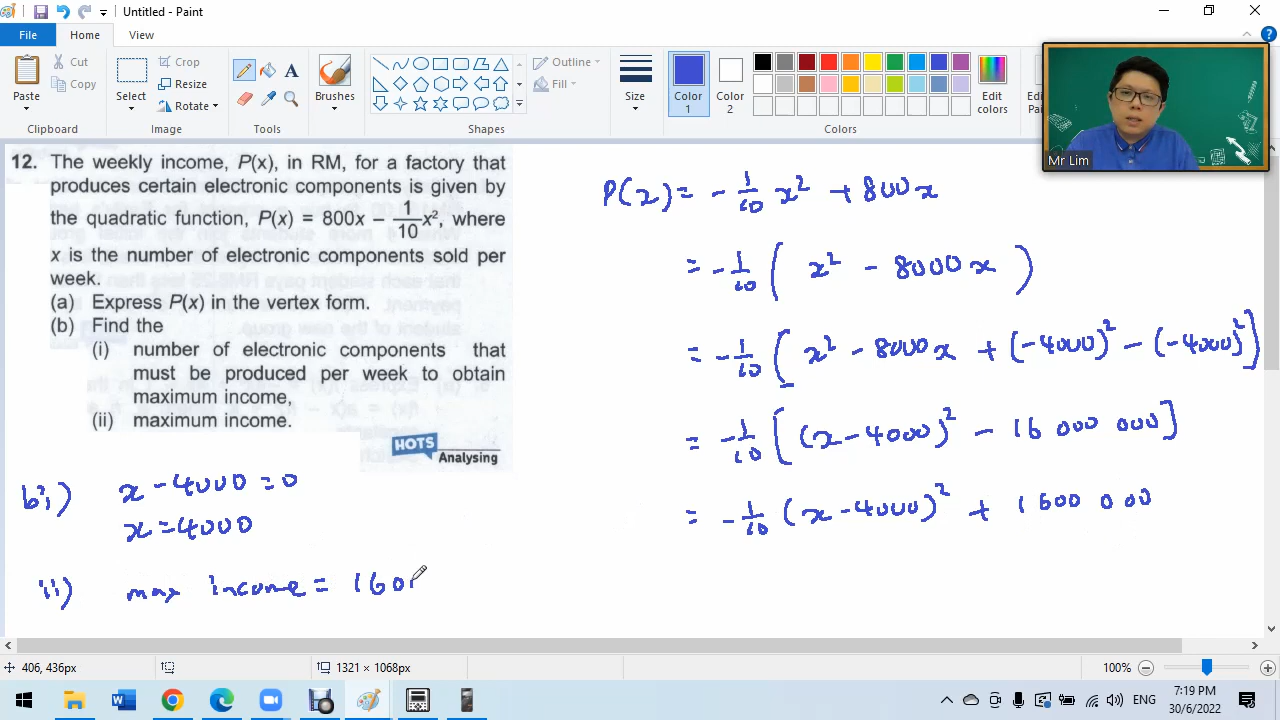 Untitled - Paint
File
Home
View
Paste
Cut
Copy
Clipboard
Select
Crop
Resize
Rotate
Image
Tools
Brushes
Shapes
Outline
Fill
Size
Color 1
Color 2
Colors
Edit colors
Mr Lim
12. The weekly income, P(x), in RM, for a factory that
produces certain electronic components is given by
the quadratic function, P(x) = 800x − 1/10 x², where
x is the number of electronic components sold per
week.
(a) Express P(x) in the vertex form.
(b) Find the
(i) number of electronic components that
must be produced per week to obtain
maximum income,
(ii) maximum income.
HOTS Analysing
P(x) = − 1/10 x² + 800x
= − 1/10 ( x² − 8000x )
= − 1/10 [ x² − 8000x + (−4000)² − (−4000)² ]
= − 1/10 [ (x − 4000)² − 16 000 000 ]
= − 1/10 (x − 4000)² + 1 600 000
bi) x − 4000 = 0
x = 4000
ii) max income = 160
406, 436px
1321 × 1068px
100%
ENG
7:19 PM
30/6/2022